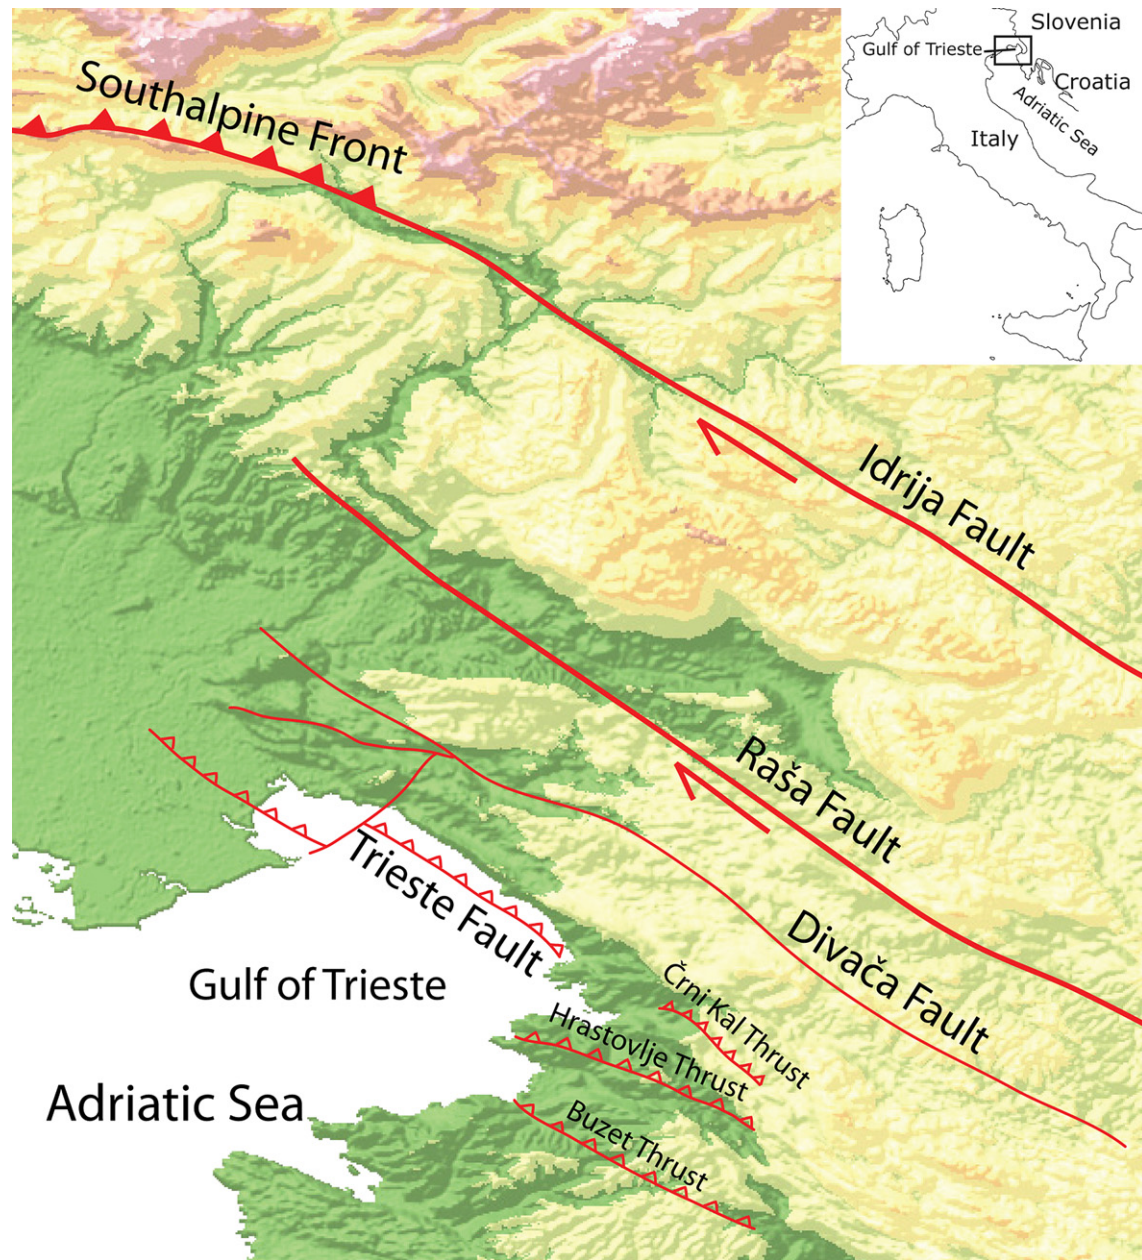 Southalpine Front
Slovenia
Gulf of Trieste
Croatia
Adriatic Sea
Italy
Idrija Fault
Raša Fault
Trieste Fault
Divača Fault
Gulf of Trieste
Črni Kal Thrust
Hrastovlje Thrust
Adriatic Sea
Buzet Thrust